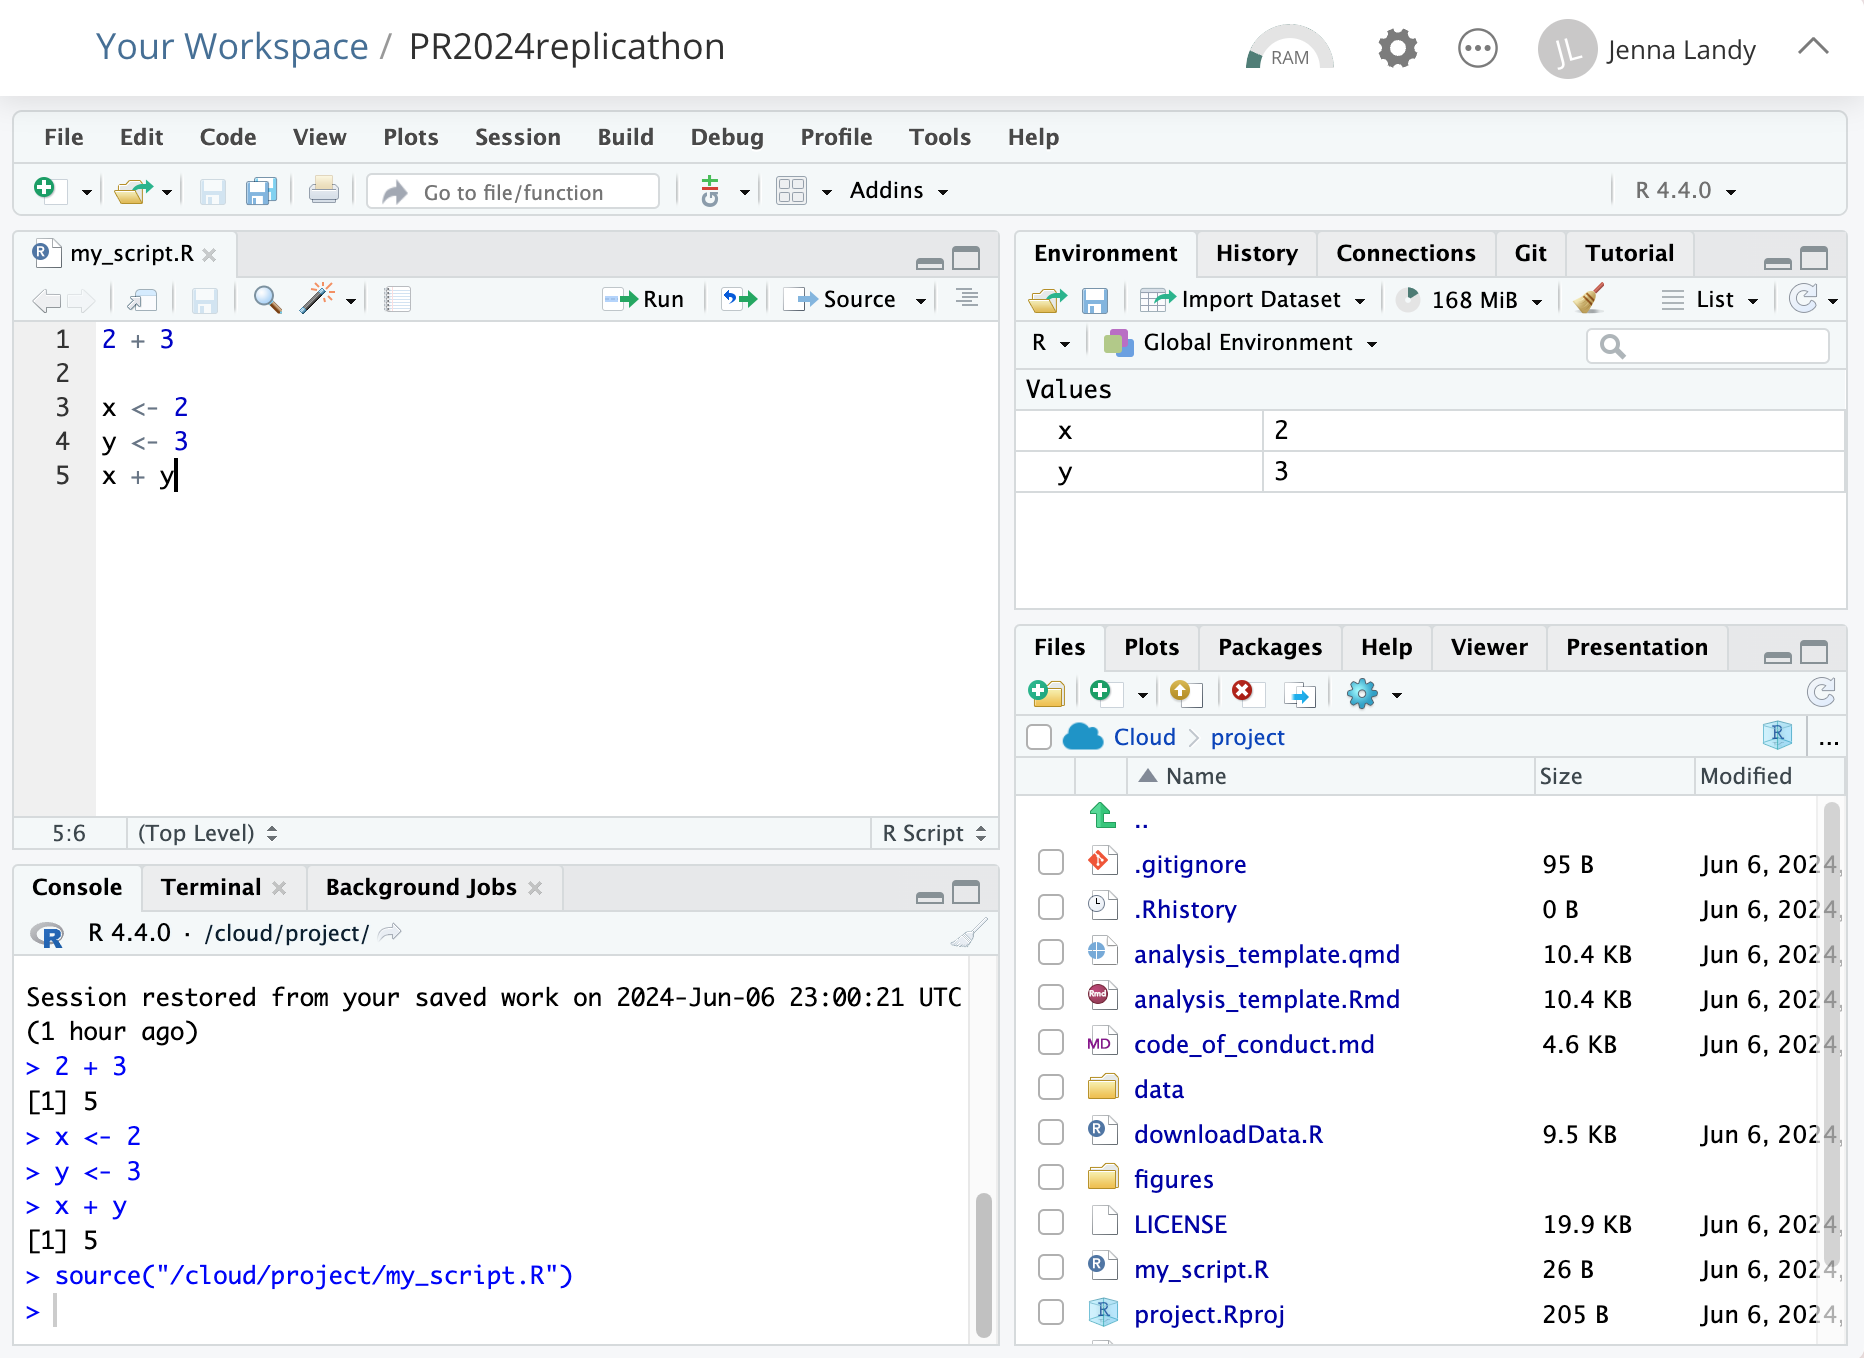 Your Workspace / PR2024replicathon
RAM
JL
Jenna Landy
File Edit Code View Plots Session Build Debug Profile Tools Help
Go to file/function
Addins
R 4.4.0
my_script.R
Run
Source
1 2 + 3
2
3 x <- 2
4 y <- 3
5 x + y
5:6 (Top Level) R Script
Console Terminal Background Jobs
R 4.4.0 · /cloud/project/
Session restored from your saved work on 2024-Jun-06 23:00:21 UTC
(1 hour ago)
> 2 + 3
[1] 5
> x <- 2
> y <- 3
> x + y
[1] 5
> source("/cloud/project/my_script.R")
>
Environment History Connections Git Tutorial
Import Dataset 168 MiB List
R Global Environment
Values
x 2
y 3
Files Plots Packages Help Viewer Presentation
Cloud > project ...
Name Size Modified
..
.gitignore 95 B Jun 6, 2024,
.Rhistory 0 B Jun 6, 2024,
analysis_template.qmd 10.4 KB Jun 6, 2024,
analysis_template.Rmd 10.4 KB Jun 6, 2024,
code_of_conduct.md 4.6 KB Jun 6, 2024,
data
downloadData.R 9.5 KB Jun 6, 2024,
figures
LICENSE 19.9 KB Jun 6, 2024,
my_script.R 26 B Jun 6, 2024,
project.Rproj 205 B Jun 6, 2024,